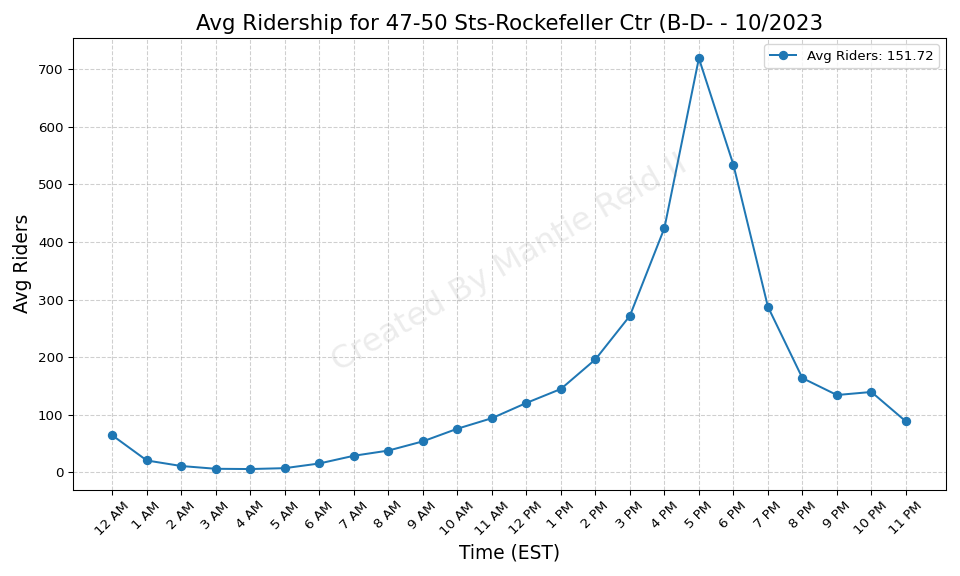 Avg Ridership for 47-50 Sts-Rockefeller Ctr (B-D- - 10/2023
Avg Riders: 151.72
700
600
500
400
300
200
100
0
Avg Riders
Created By Mantle Reid II
12 AM
1 AM
2 AM
3 AM
4 AM
5 AM
6 AM
7 AM
8 AM
9 AM
10 AM
11 AM
12 PM
1 PM
2 PM
3 PM
4 PM
5 PM
6 PM
7 PM
8 PM
9 PM
10 PM
11 PM
Time (EST)